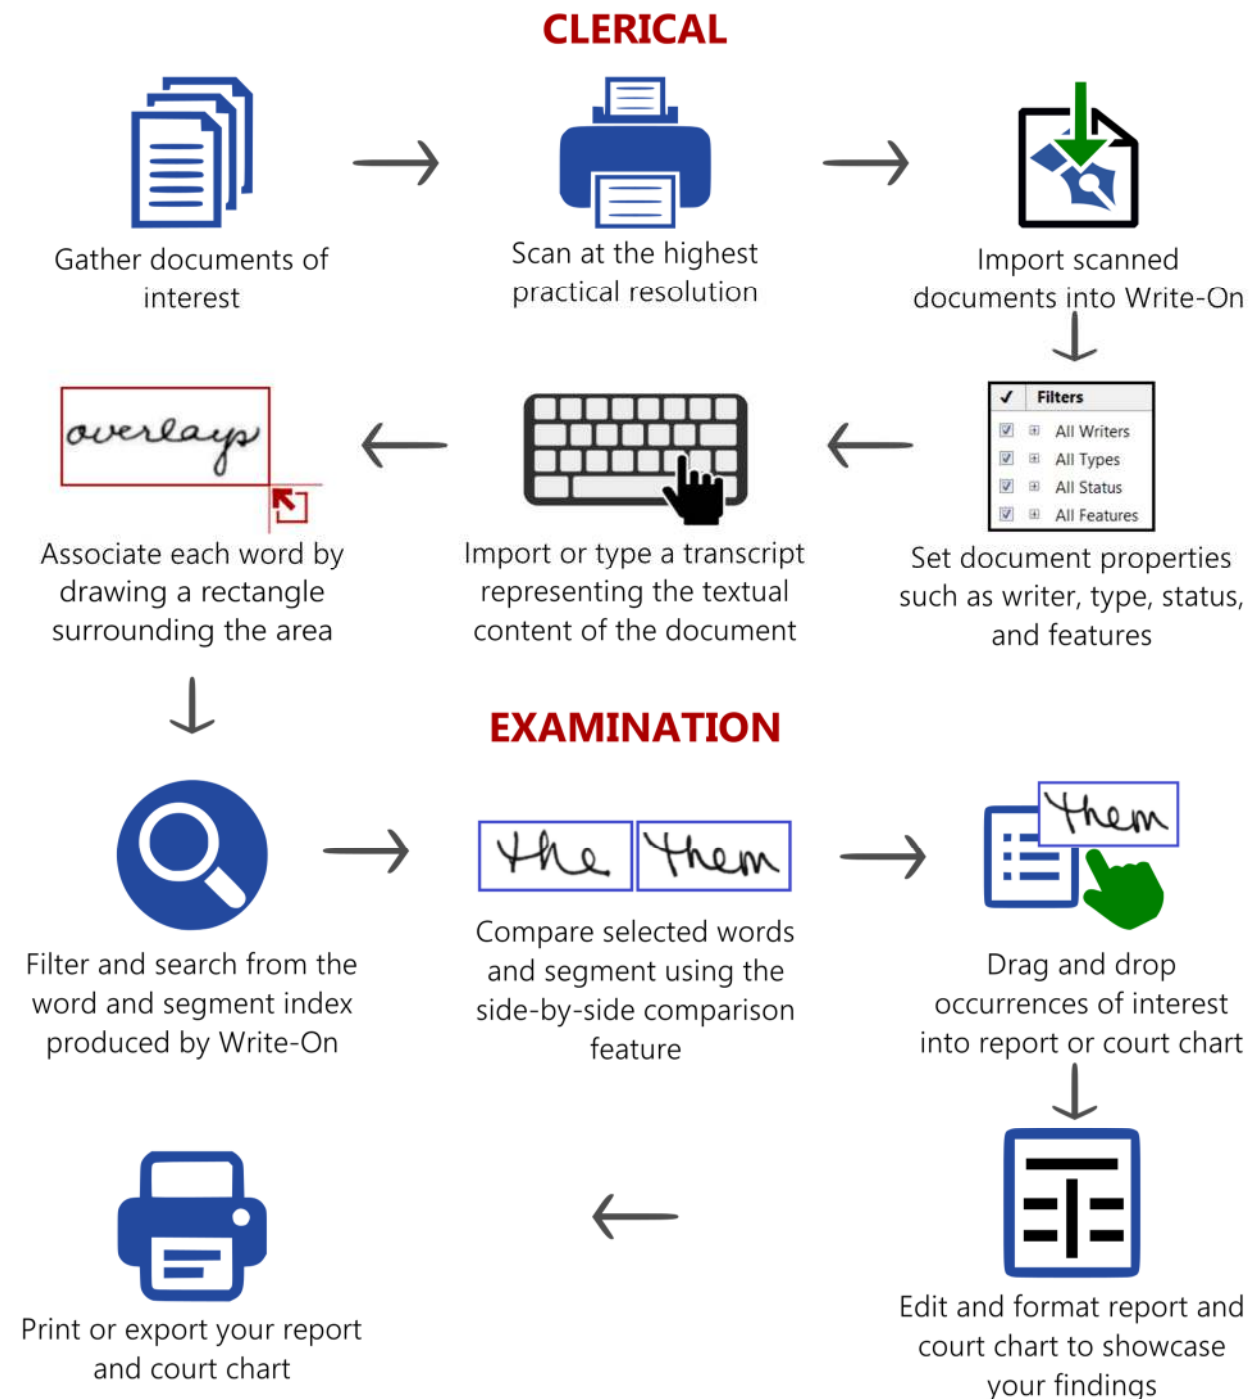 CLERICAL
Gather documents of
interest
Scan at the highest
practical resolution
Import scanned
documents into Write-On
✓ Filters
All Writers
All Types
All Status
All Features
Set document properties
such as writer, type, status,
and features
Import or type a transcript
representing the textual
content of the document
overlays
Associate each word by
drawing a rectangle
surrounding the area
EXAMINATION
Filter and search from the
word and segment index
produced by Write-On
the them
Compare selected words
and segment using the
side-by-side comparison
feature
them
Drag and drop
occurrences of interest
into report or court chart
Edit and format report and
court chart to showcase
your findings
Print or export your report
and court chart